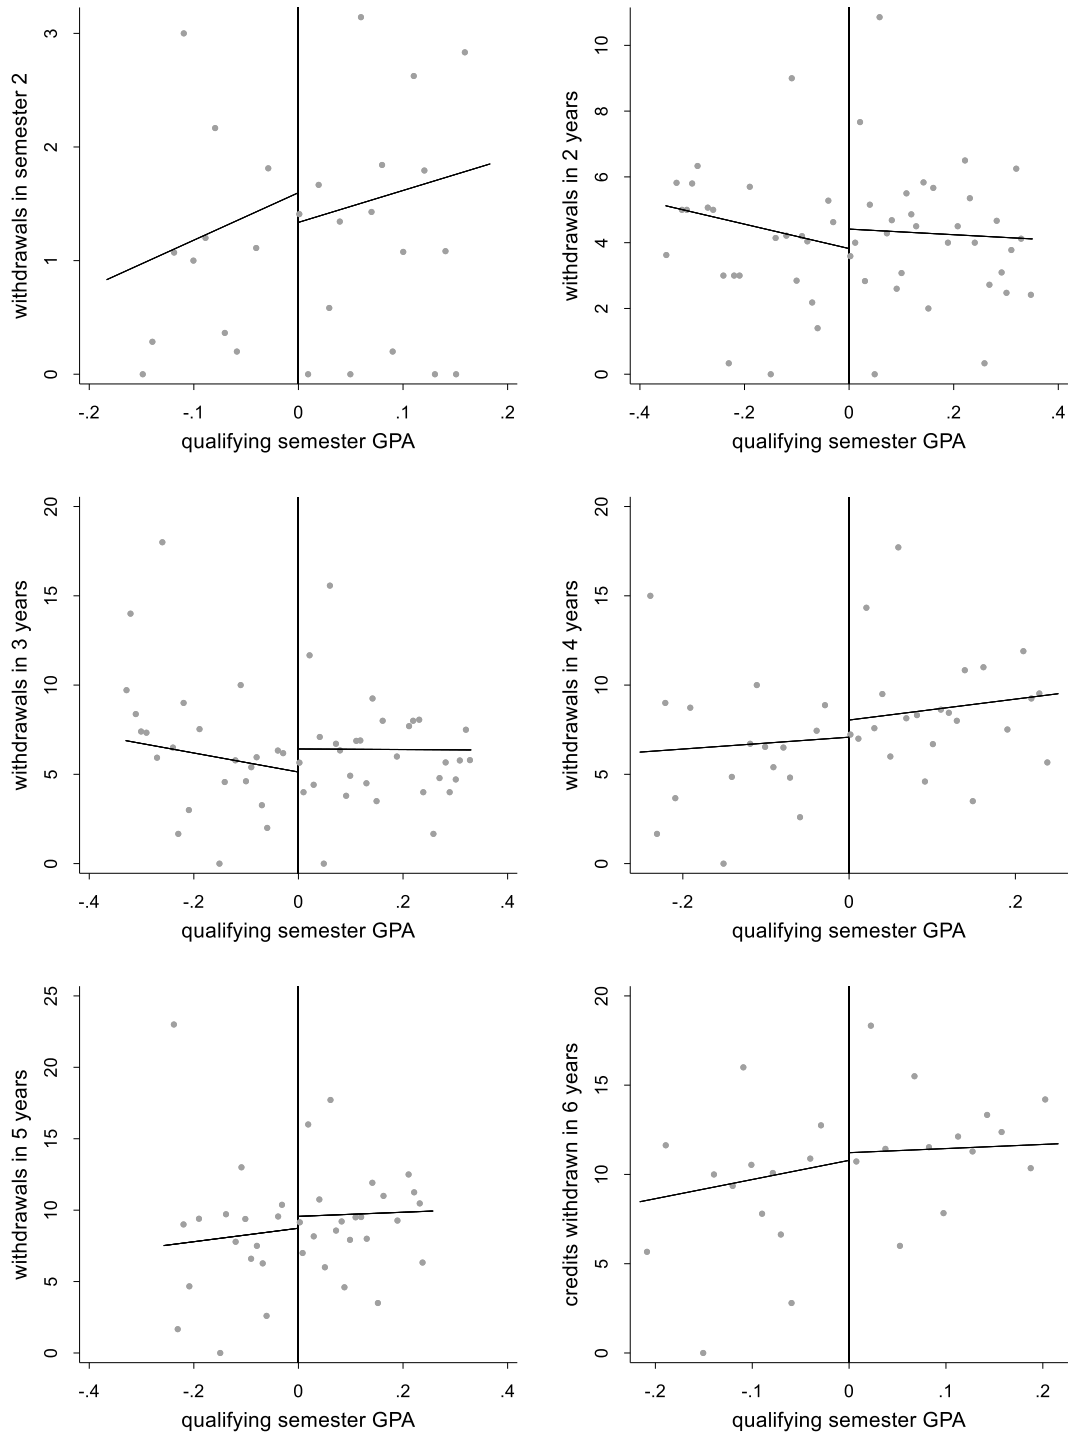 withdrawals in semester 2
3
2
1
0
-.2 -.1 0 .1 .2
qualifying semester GPA
withdrawals in 2 years
10
8
6
4
2
0
-.4 -.2 0 .2 .4
qualifying semester GPA
withdrawals in 3 years
20
15
10
5
0
-.4 -.2 0 .2 .4
qualifying semester GPA
withdrawals in 4 years
20
15
10
5
0
-.2 0 .2
qualifying semester GPA
withdrawals in 5 years
25
20
15
10
5
0
-.4 -.2 0 .2 .4
qualifying semester GPA
credits withdrawn in 6 years
20
15
10
5
0
-.2 -.1 0 .1 .2
qualifying semester GPA